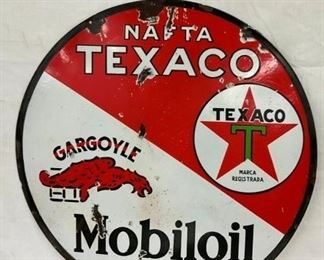 NAFTA
TEXACO
TEXACO
T
MARCA
REGISTRADA
GARGOYLE
Mobiloil